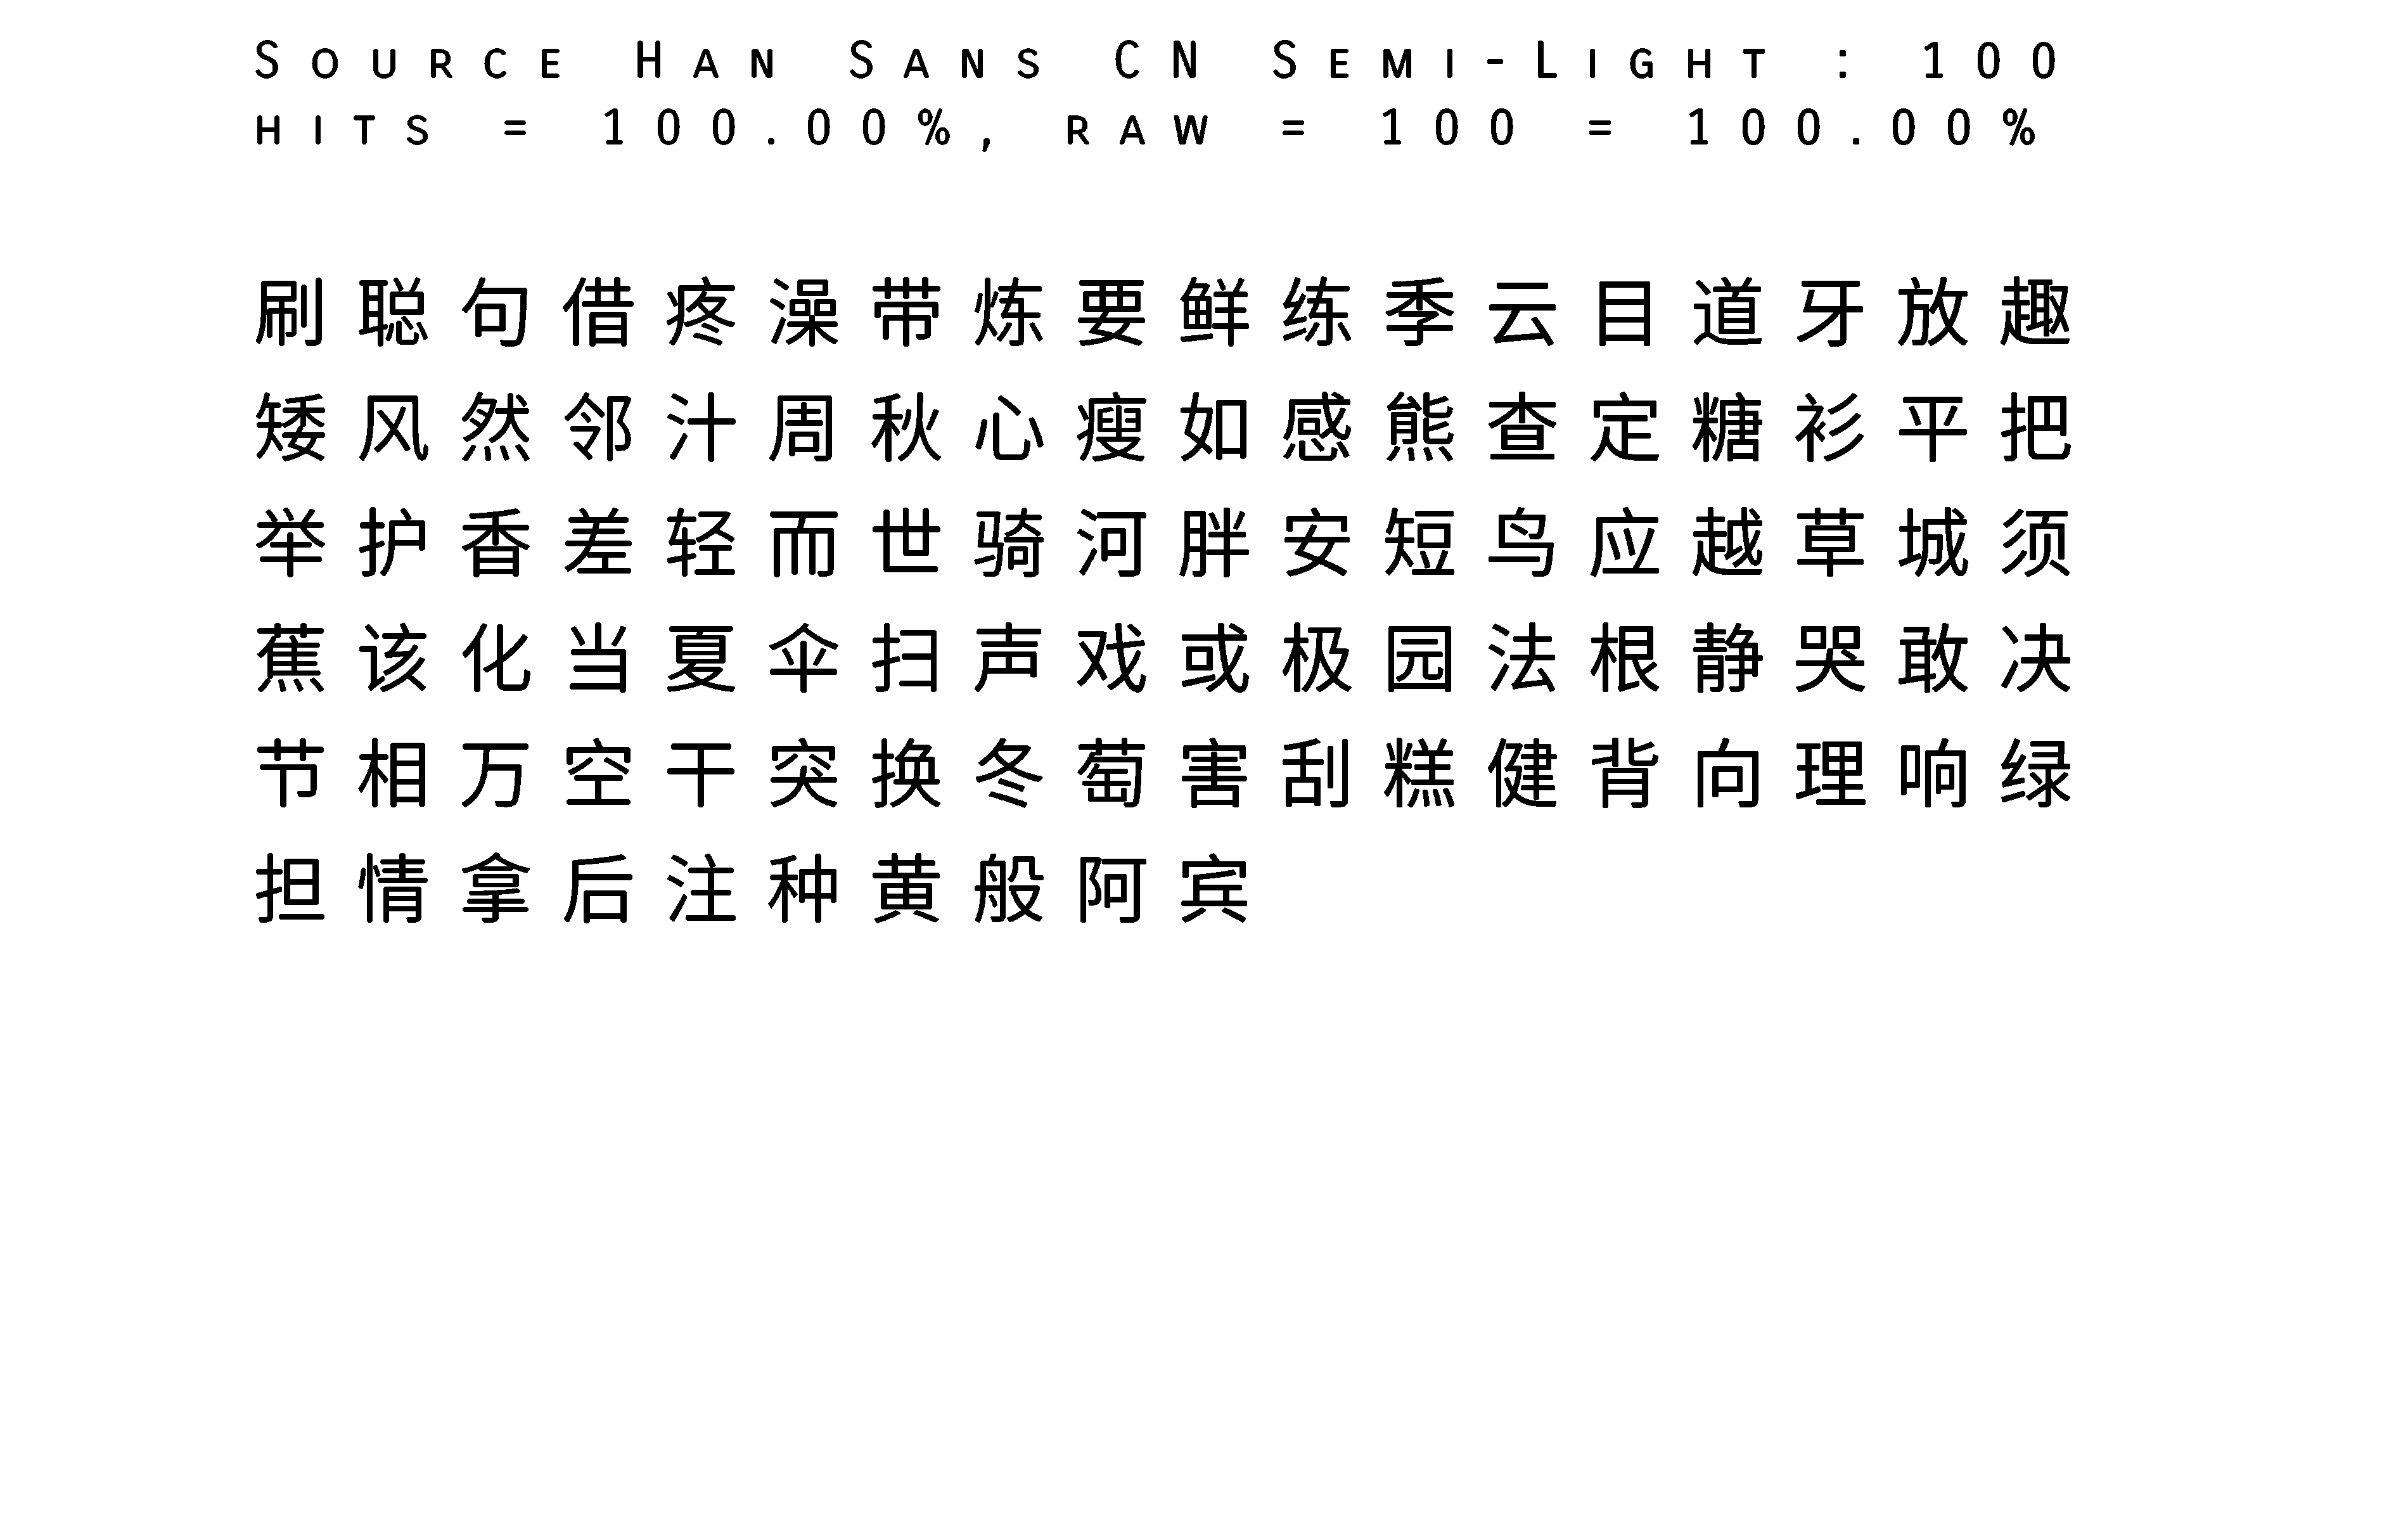 Source Han Sans CN Semi-Light : 100
hits = 100.00%, raw = 100 = 100.00%
刷聪句借疼澡带炼要鲜练季云目道牙放趣
矮风然邻汁周秋心瘦如感熊查定糖衫平把
举护香差轻而世骑河胖安短鸟应越草城须
蕉该化当夏伞扫声戏或极园法根静哭敢决
节相万空干突换冬萄害刮糕健背向理响绿
担情拿后注种黄般阿宾